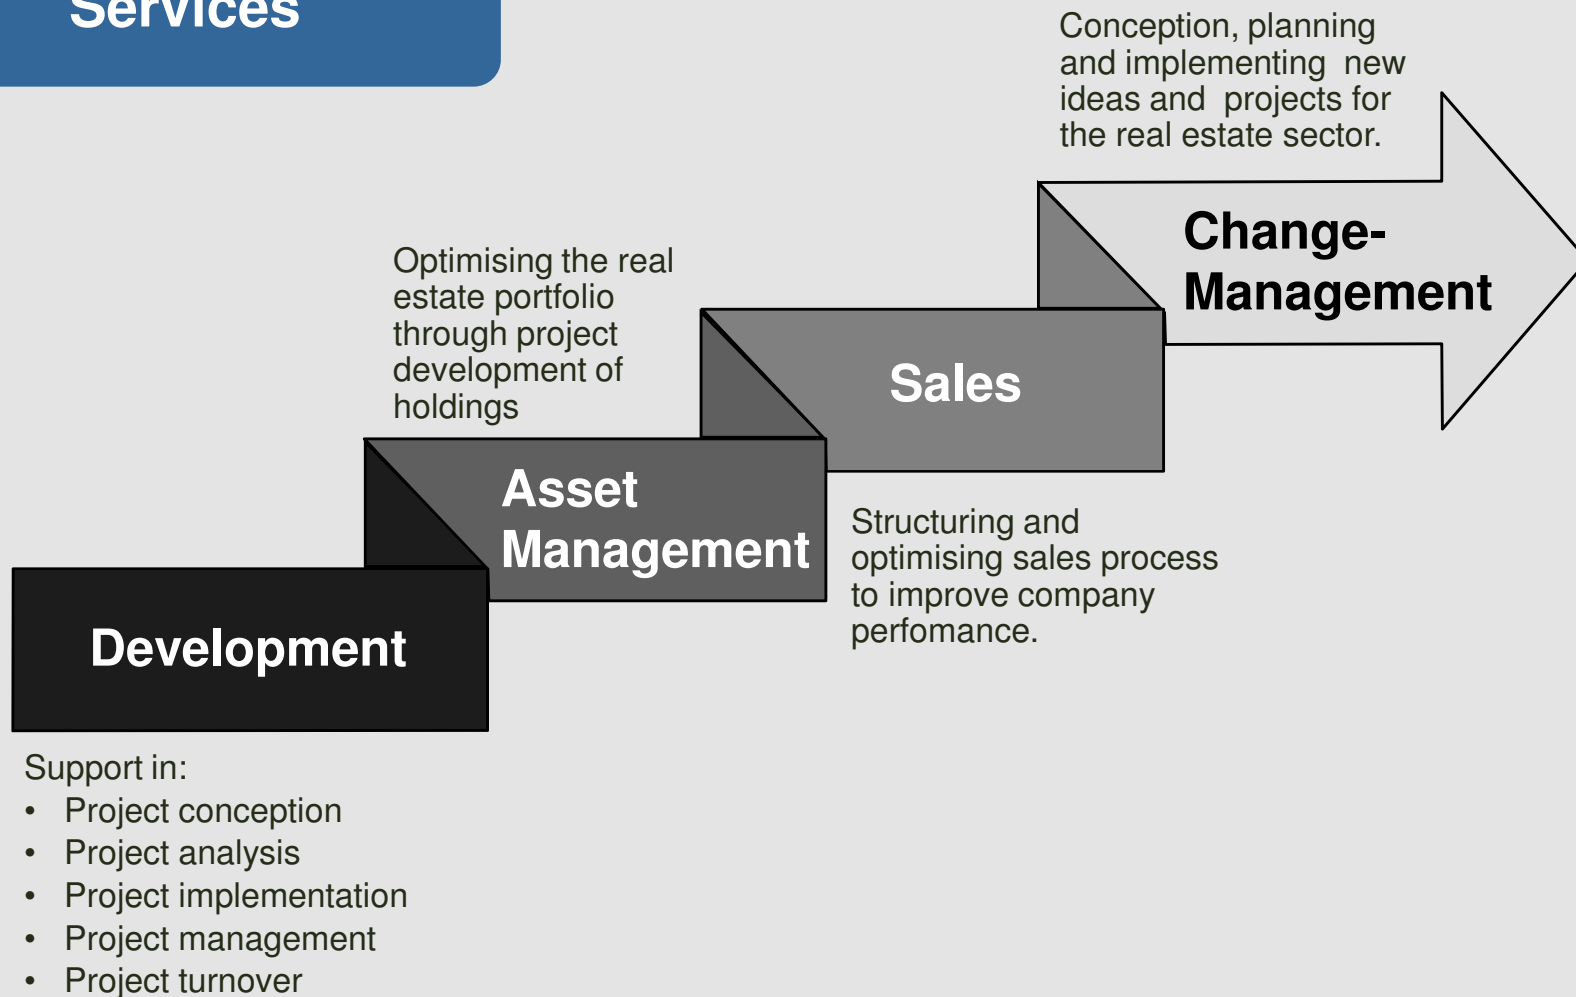 Services
Conception, planning
and implementing  new
ideas and  projects for
the real estate sector.
Change-
Management
Optimising the real
estate portfolio
through project
development of
holdings
Sales
Asset
Management
Structuring and
optimising sales process
to improve company
perfomance.
Development
Support in:
• Project conception
• Project analysis
• Project implementation
• Project management
• Project turnover